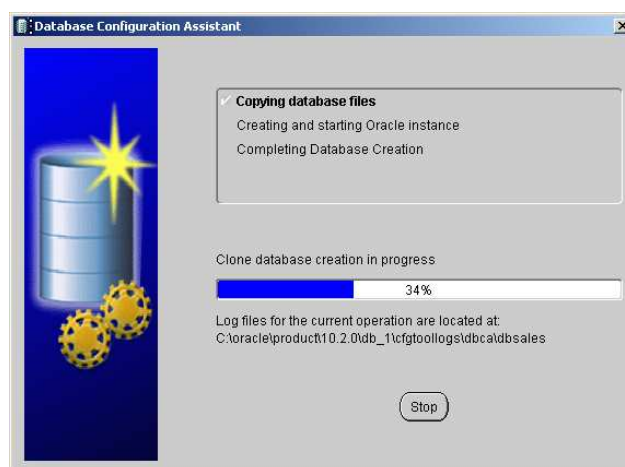 Database Configuration Assistant
Copying database files
Creating and starting Oracle instance
Completing Database Creation
Clone database creation in progress
34%
Log files for the current operation are located at:
C:\oracle\product\10.2.0\db_1\cfgtoollogs\dbca\dbsales
Stop